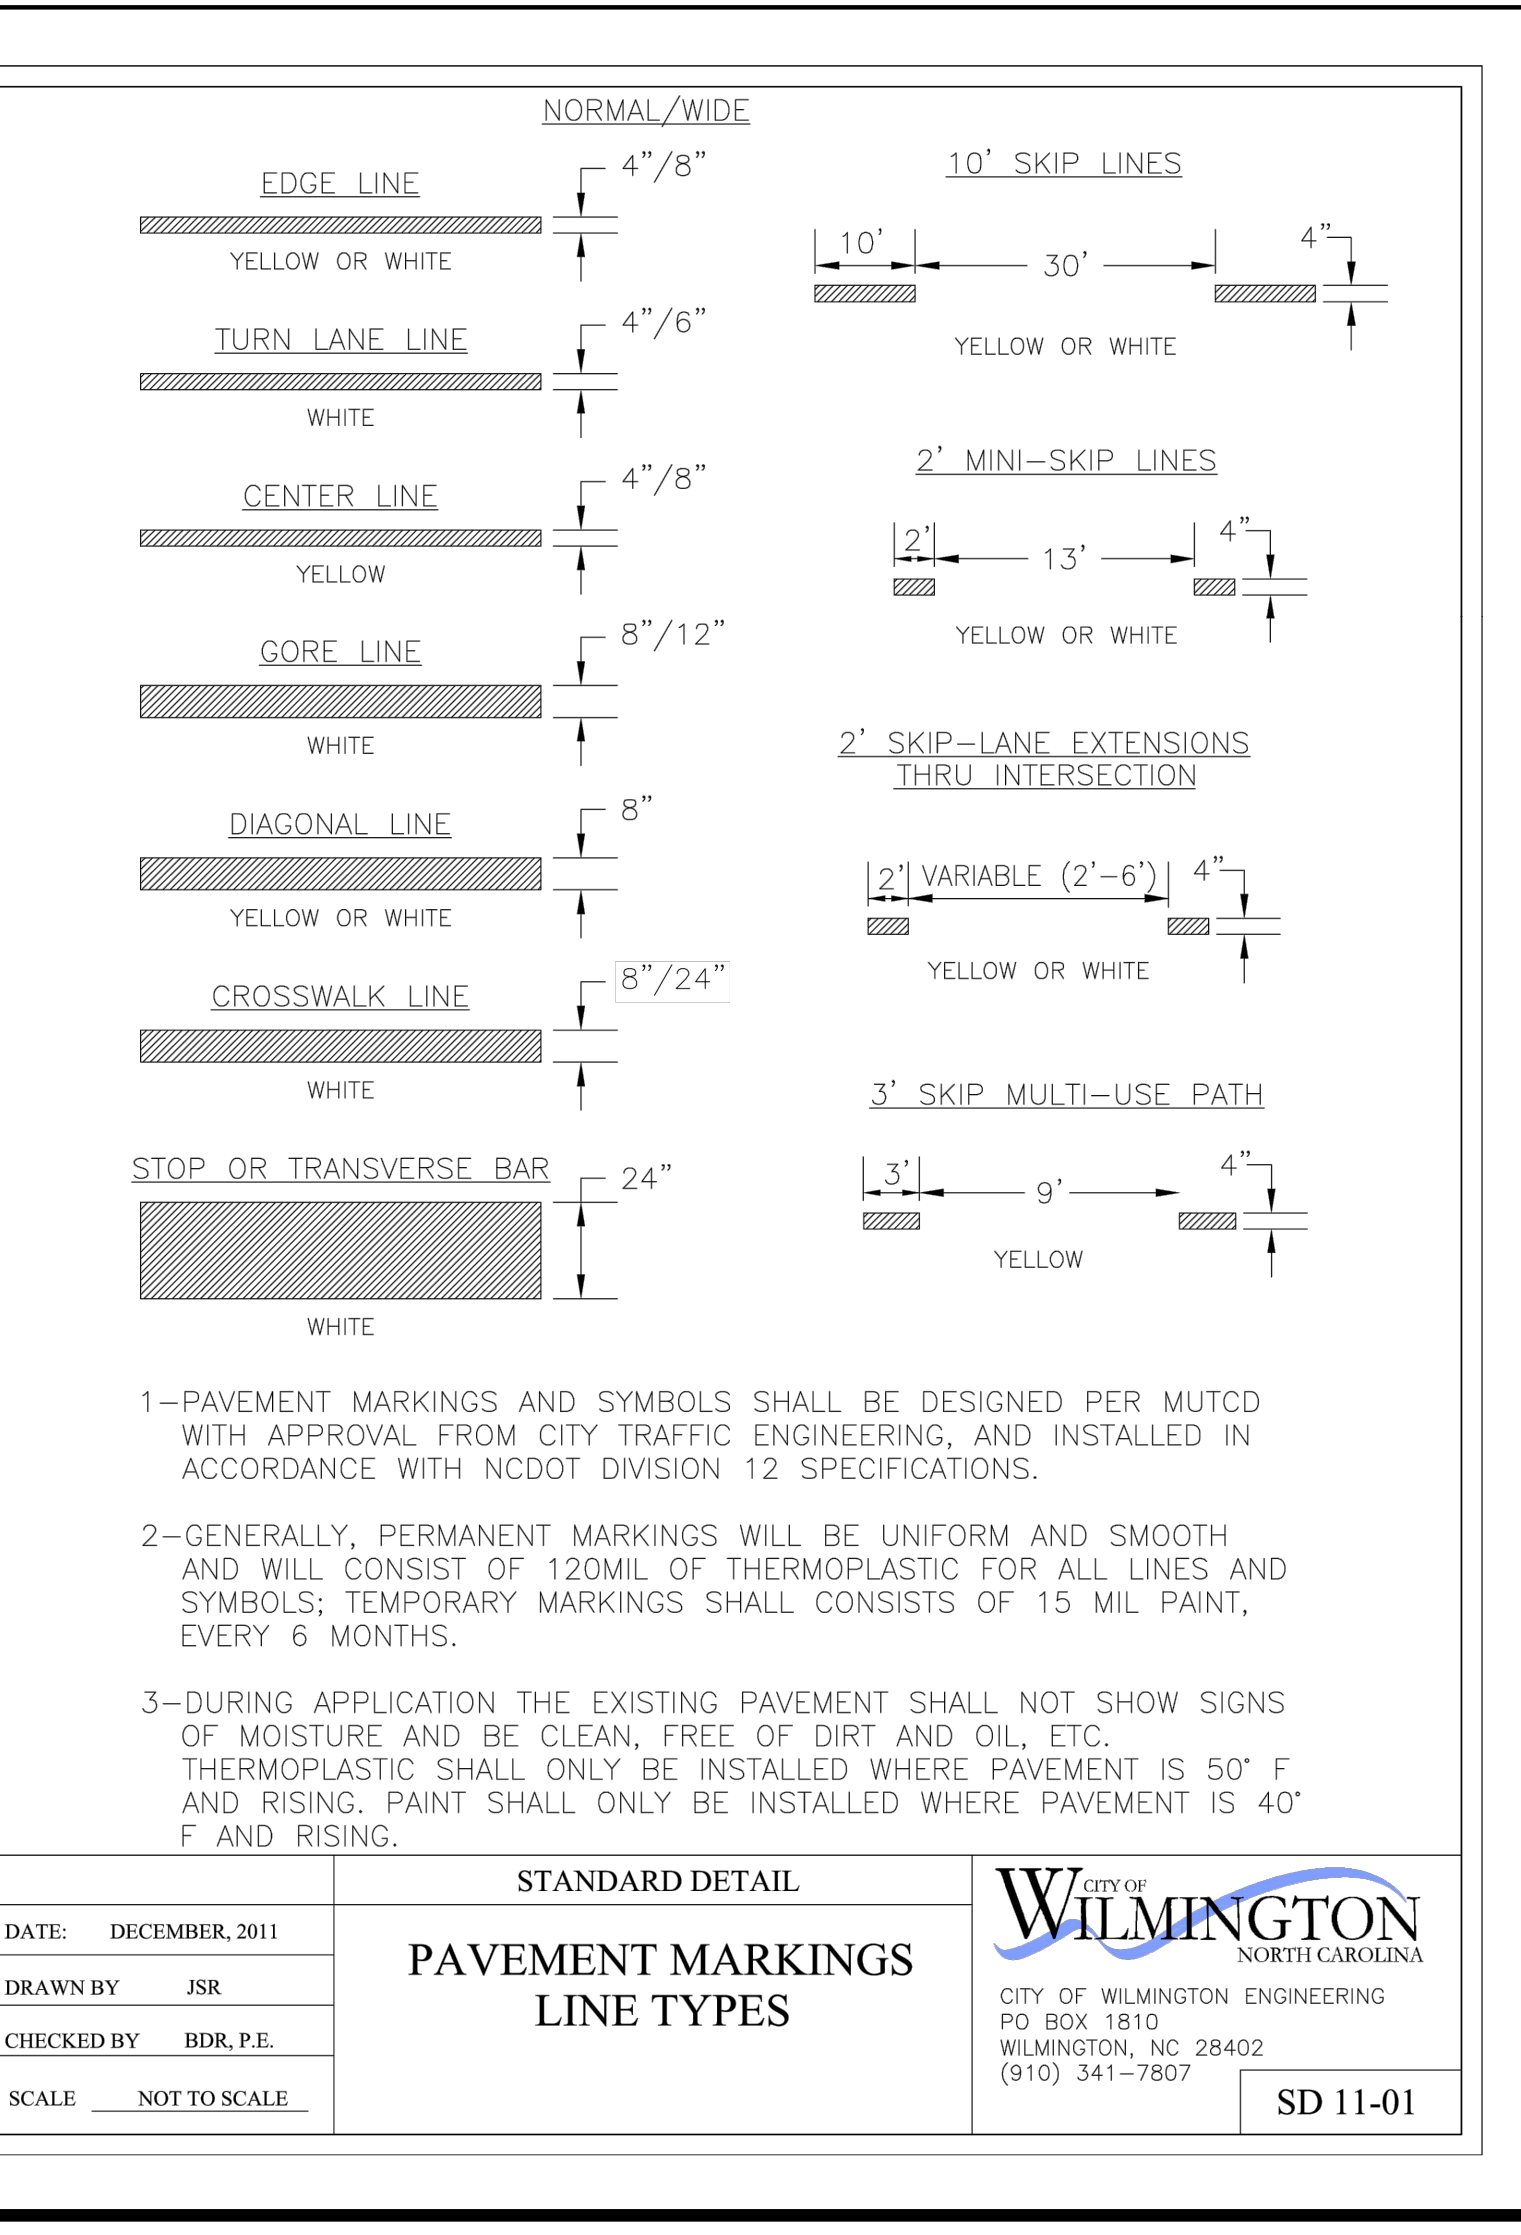 NORMAL/WIDE
EDGE LINE
4”/8”
YELLOW OR WHITE
TURN LANE LINE
4”/6”
WHITE
CENTER LINE
4”/8”
YELLOW
GORE LINE
8”/12”
WHITE
DIAGONAL LINE
8”
YELLOW OR WHITE
CROSSWALK LINE
8”/24”
WHITE
STOP OR TRANSVERSE BAR
24”
WHITE
10’ SKIP LINES
10’
30’
4”
YELLOW OR WHITE
2’ MINI–SKIP LINES
2’
13’
4”
YELLOW OR WHITE
2’ SKIP–LANE EXTENSIONS
THRU INTERSECTION
2’
VARIABLE (2’–6’)
4”
YELLOW OR WHITE
3’ SKIP MULTI–USE PATH
3’
9’
4”
YELLOW
1–PAVEMENT MARKINGS AND SYMBOLS SHALL BE DESIGNED PER MUTCD
WITH APPROVAL FROM CITY TRAFFIC ENGINEERING, AND INSTALLED IN
ACCORDANCE WITH NCDOT DIVISION 12 SPECIFICATIONS.
2–GENERALLY, PERMANENT MARKINGS WILL BE UNIFORM AND SMOOTH
AND WILL CONSIST OF 120MIL OF THERMOPLASTIC FOR ALL LINES AND
SYMBOLS; TEMPORARY MARKINGS SHALL CONSISTS OF 15 MIL PAINT,
EVERY 6 MONTHS.
3–DURING APPLICATION THE EXISTING PAVEMENT SHALL NOT SHOW SIGNS
OF MOISTURE AND BE CLEAN, FREE OF DIRT AND OIL, ETC.
THERMOPLASTIC SHALL ONLY BE INSTALLED WHERE PAVEMENT IS 50° F
AND RISING. PAINT SHALL ONLY BE INSTALLED WHERE PAVEMENT IS 40°
F AND RISING.
DATE: DECEMBER, 2011
DRAWN BY JSR
CHECKED BY BDR, P.E.
SCALE NOT TO SCALE
STANDARD DETAIL
PAVEMENT MARKINGS
LINE TYPES
CITY OF
WILMINGTON
NORTH CAROLINA
CITY OF WILMINGTON ENGINEERING
PO BOX 1810
WILMINGTON, NC 28402
(910) 341–7807
SD 11-01